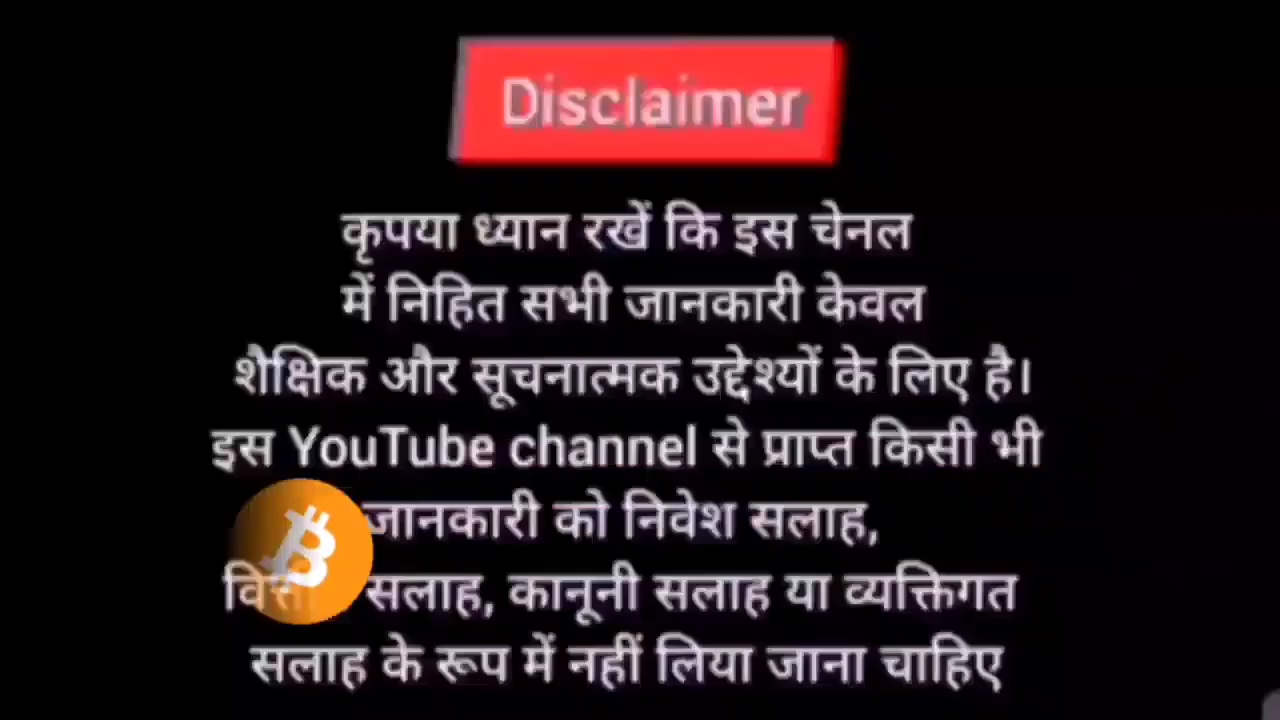 Disclaimer
कृपया ध्यान रखें कि इस चेनल
में निहित सभी जानकारी केवल
शैक्षिक और सूचनात्मक उद्देश्यों के लिए है।
इस YouTube channel से प्राप्त किसी भी
जानकारी को निवेश सलाह,
सलाह, कानूनी सलाह या व्यक्तिगत
सलाह के रूप में नहीं लिया जाना चाहिए